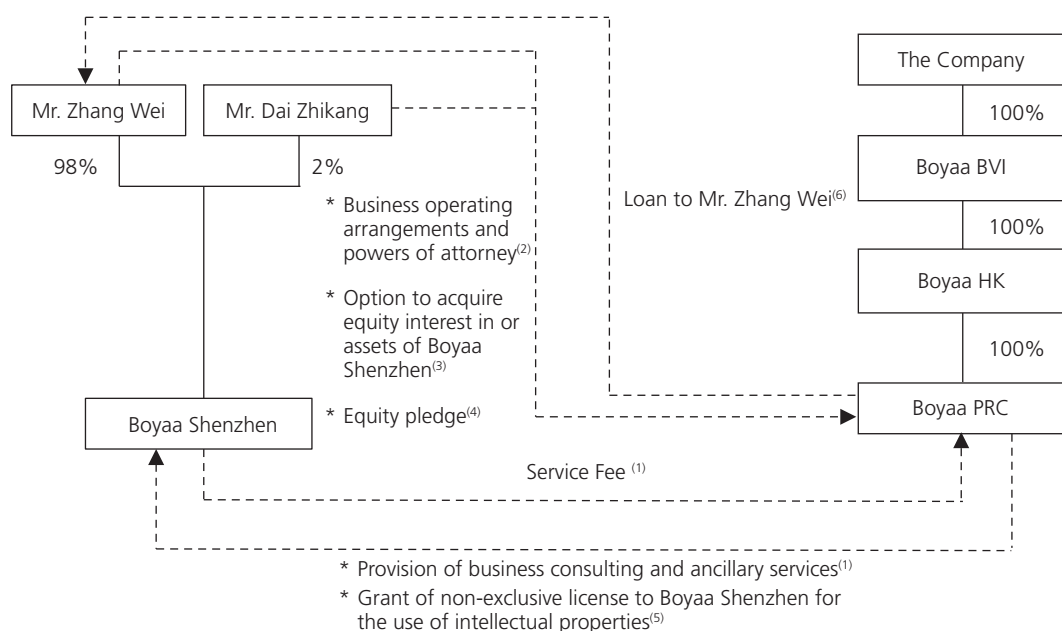 The Company
Mr. Zhang Wei
Mr. Dai Zhikang
100%
98%
2%
Boyaa BVI
* Business operating
arrangements and
powers of attorney(2)
Loan to Mr. Zhang Wei(6)
100%
Boyaa HK
* Option to acquire
equity interest in or
assets of Boyaa
Shenzhen(3)
100%
Boyaa Shenzhen
* Equity pledge(4)
Boyaa PRC
Service Fee (1)
* Provision of business consulting and ancillary services(1)
* Grant of non-exclusive license to Boyaa Shenzhen for
the use of intellectual properties(5)